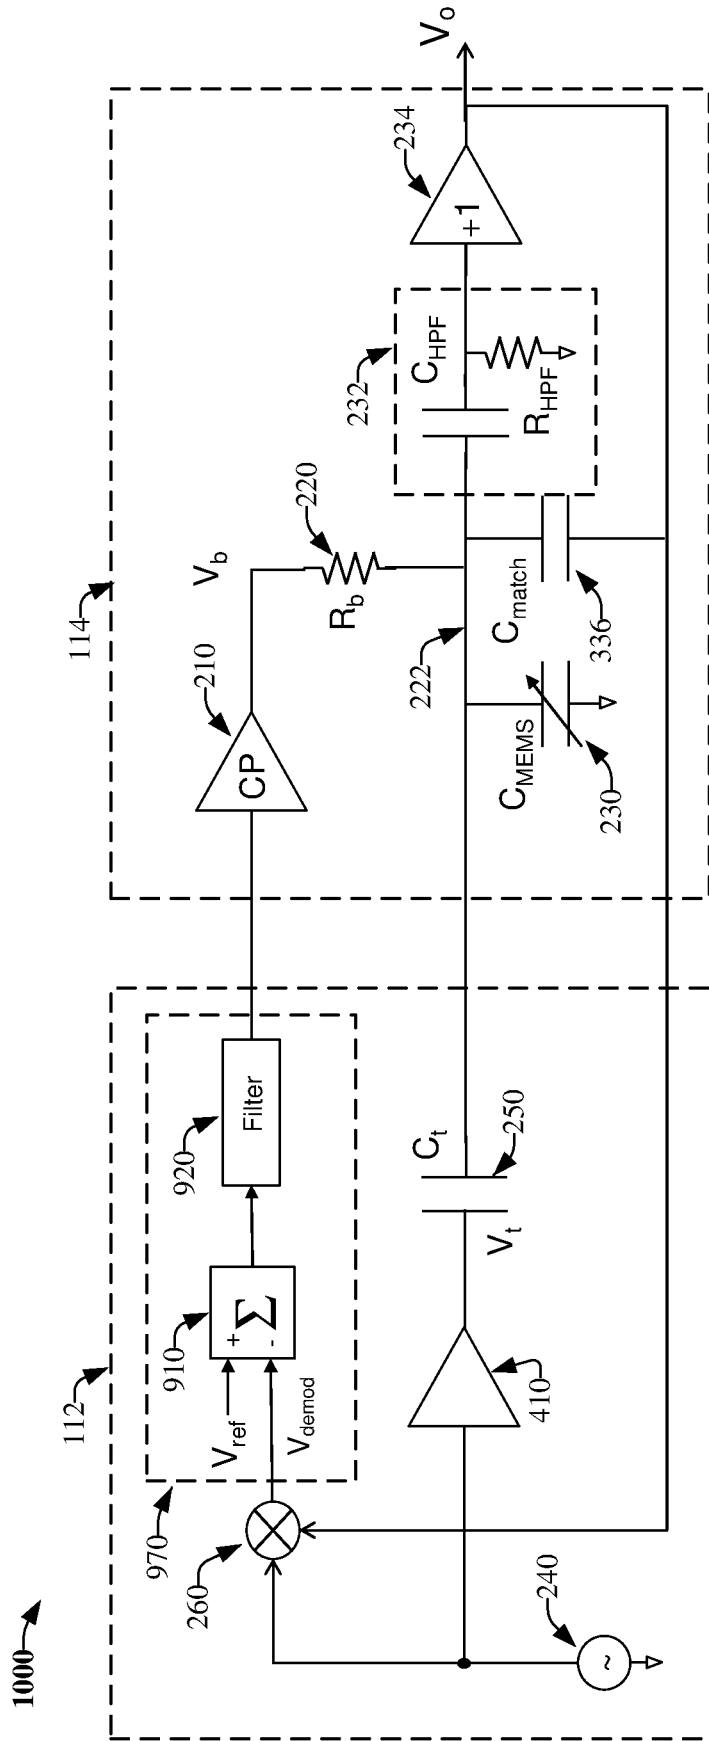 1000
112
970
260
V_ref
V_demod
910
+
-
Σ
920
Filter
240
~
410
V_t
C_t
250
114
210
CP
V_b
R_b
220
222
C_MEMS
230
C_match
336
232
C_HPF
R_HPF
234
+1
V_o